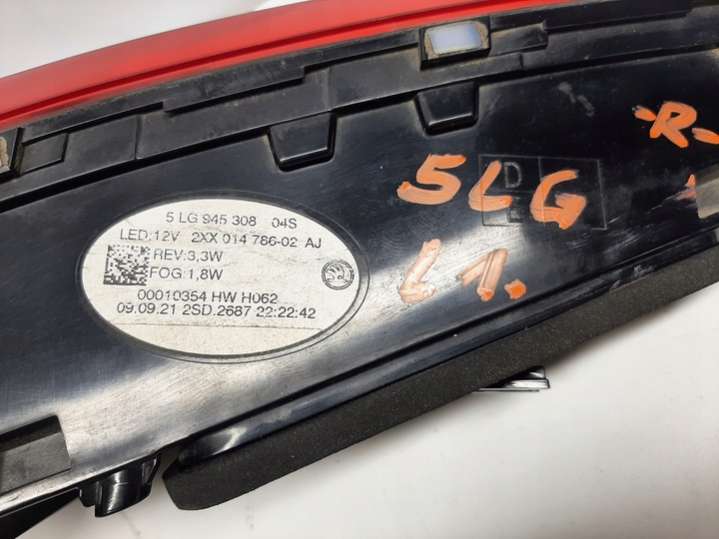 5 LG 945 308 04S
LED:12V 2XX 014 786-02 AJ
REV:3,3W
FOG:1,8W
00010354 HW H062
09.09.21 2SD.2687 22:22:42
5LG
-R-
21.
D